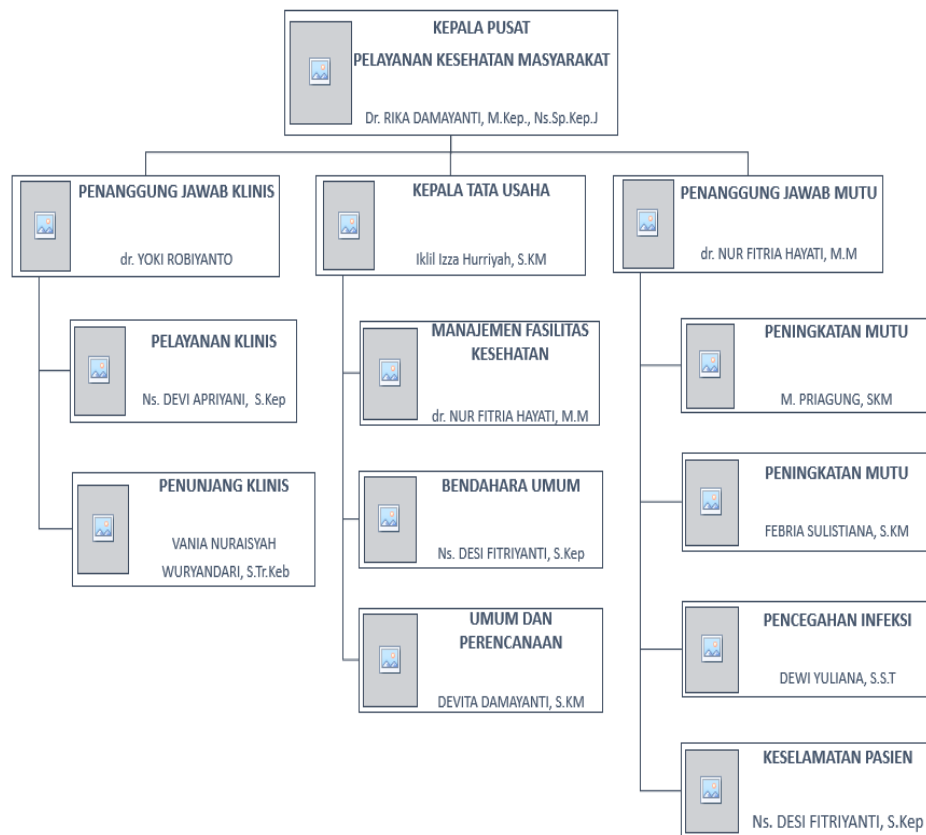 KEPALA PUSAT
PELAYANAN KESEHATAN MASYARAKAT
Dr. RIKA DAMAYANTI, M.Kep., Ns.Sp.Kep.J
PENANGGUNG JAWAB KLINIS
dr. YOKI ROBIYANTO
KEPALA TATA USAHA
Iklil Izza Hurriyah, S.KM
PENANGGUNG JAWAB MUTU
dr. NUR FITRIA HAYATI, M.M
PELAYANAN KLINIS
Ns. DEVI APRIYANI, S.Kep
PENUNJANG KLINIS
VANIA NURAISYAH
WURYANDARI, S.Tr.Keb
MANAJEMEN FASILITAS
KESEHATAN
dr. NUR FITRIA HAYATI, M.M
BENDAHARA UMUM
Ns. DESI FITRIYANTI, S.Kep
UMUM DAN
PERENCANAAN
DEVITA DAMAYANTI, S.KM
PENINGKATAN MUTU
M. PRIAGUNG, SKM
PENINGKATAN MUTU
FEBRIA SULISTIANA, S.KM
PENCEGAHAN INFEKSI
DEWI YULIANA, S.S.T
KESELAMATAN PASIEN
Ns. DESI FITRIYANTI, S.Kep